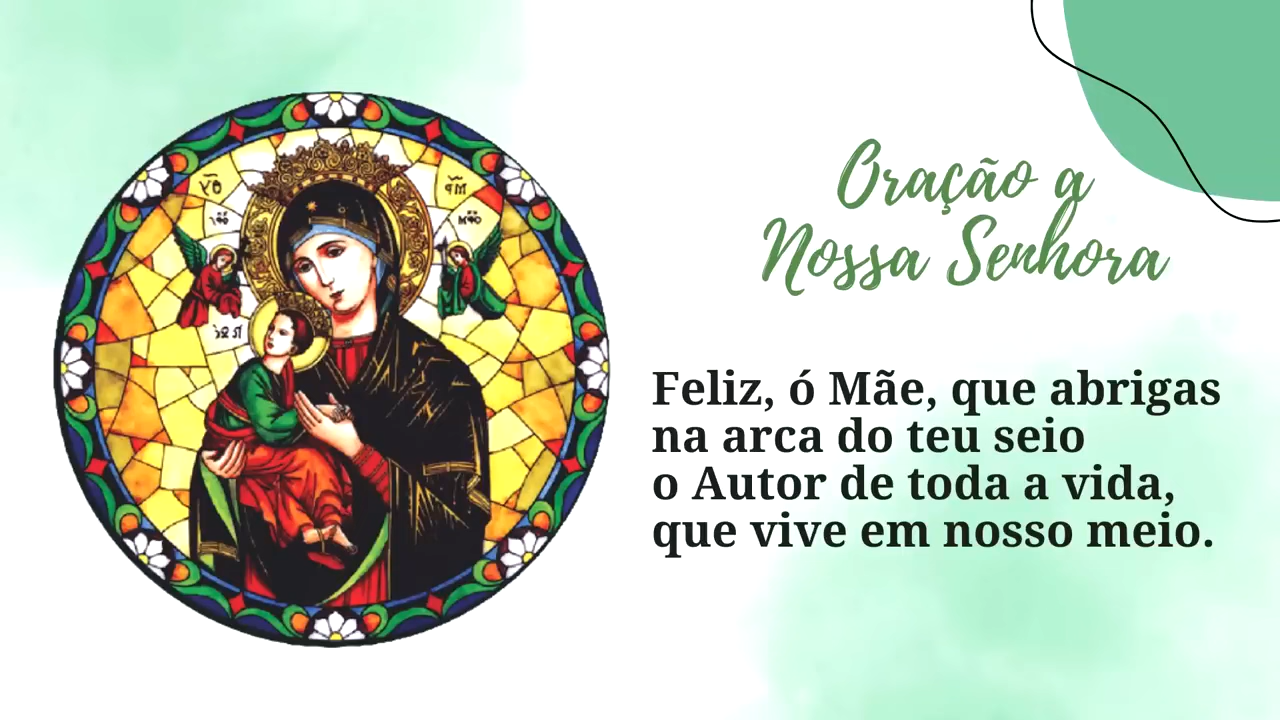 Oração a
Nossa Senhora
Feliz, ó Mãe, que abrigas
na arca do teu seio
o Autor de toda a vida,
que vive em nosso meio.